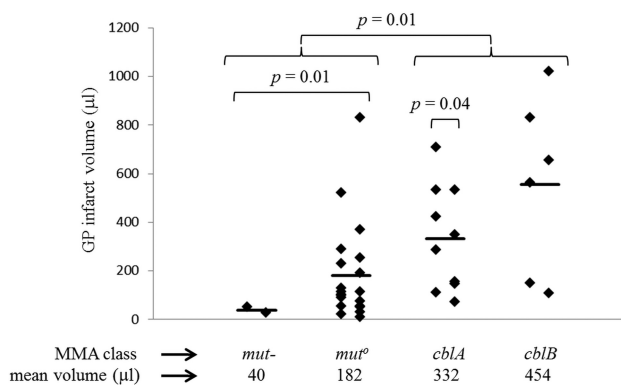 p = 0.01
p = 0.01
p = 0.04
GP infarct volume (µl)
1200
1000
800
600
400
200
0
MMA class mut- mutº cblA cblB
mean volume (µl) 40 182 332 454